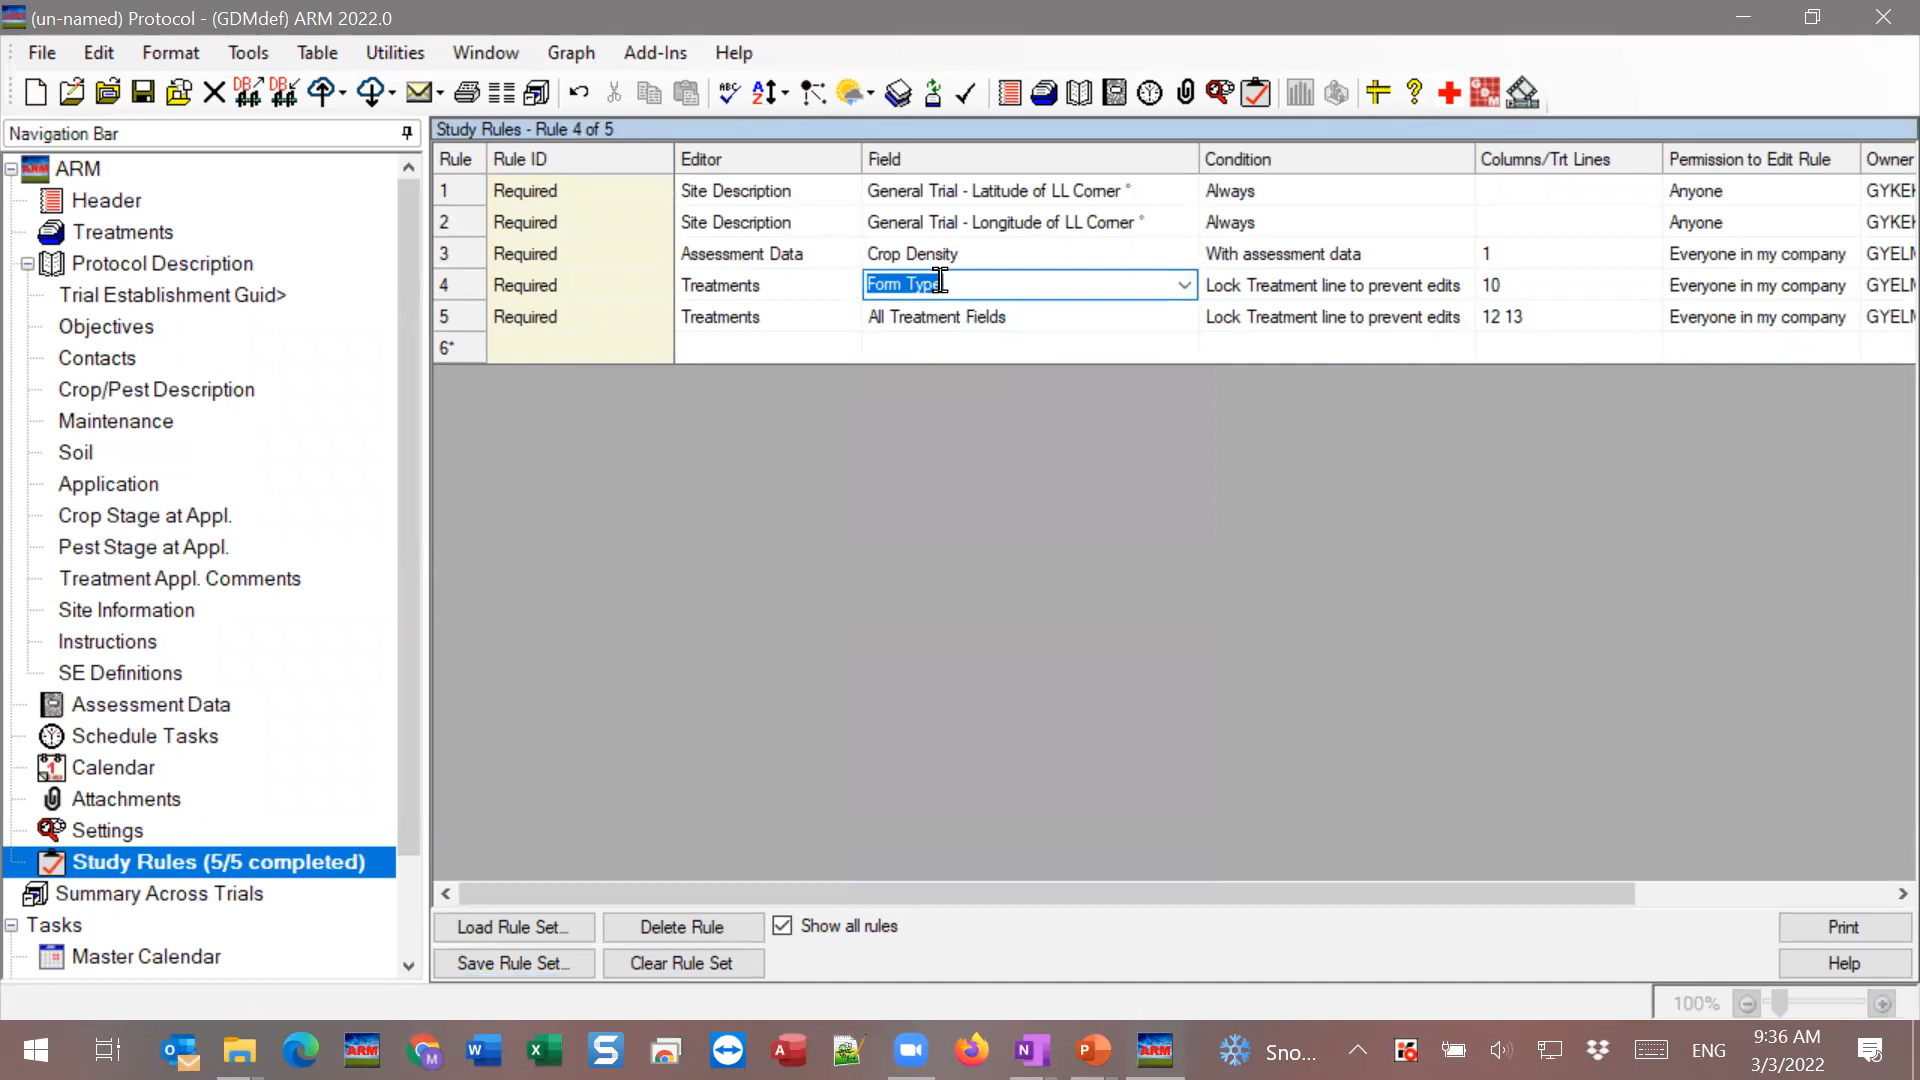 (un-named) Protocol - (GDMdef) ARM 2022.0
File Edit Format Tools Table Utilities Window Graph Add-Ins Help
Navigation Bar
ARM
Header
Treatments
Protocol Description
Trial Establishment Guid>
Objectives
Contacts
Crop/Pest Description
Maintenance
Soil
Application
Crop Stage at Appl.
Pest Stage at Appl.
Treatment Appl. Comments
Site Information
Instructions
SE Definitions
Assessment Data
Schedule Tasks
Calendar
Attachments
Settings
Study Rules (5/5 completed)
Summary Across Trials
Tasks
Master Calendar
Study Rules - Rule 4 of 5
Rule Rule ID Editor Field Condition Columns/Trt Lines Permission to Edit Rule Owner
1 Required Site Description General Trial - Latitude of LL Corner ° Always Anyone GYKEK
2 Required Site Description General Trial - Longitude of LL Corner ° Always Anyone GYKEK
3 Required Assessment Data Crop Density With assessment data 1 Everyone in my company GYELM
4 Required Treatments Form Type Lock Treatment line to prevent edits 10 Everyone in my company GYELM
5 Required Treatments All Treatment Fields Lock Treatment line to prevent edits 12 13 Everyone in my company GYELM
6*
Load Rule Set... Delete Rule Show all rules Print
Save Rule Set... Clear Rule Set Help
100%
Sno... ENG 9:36 AM
3/3/2022